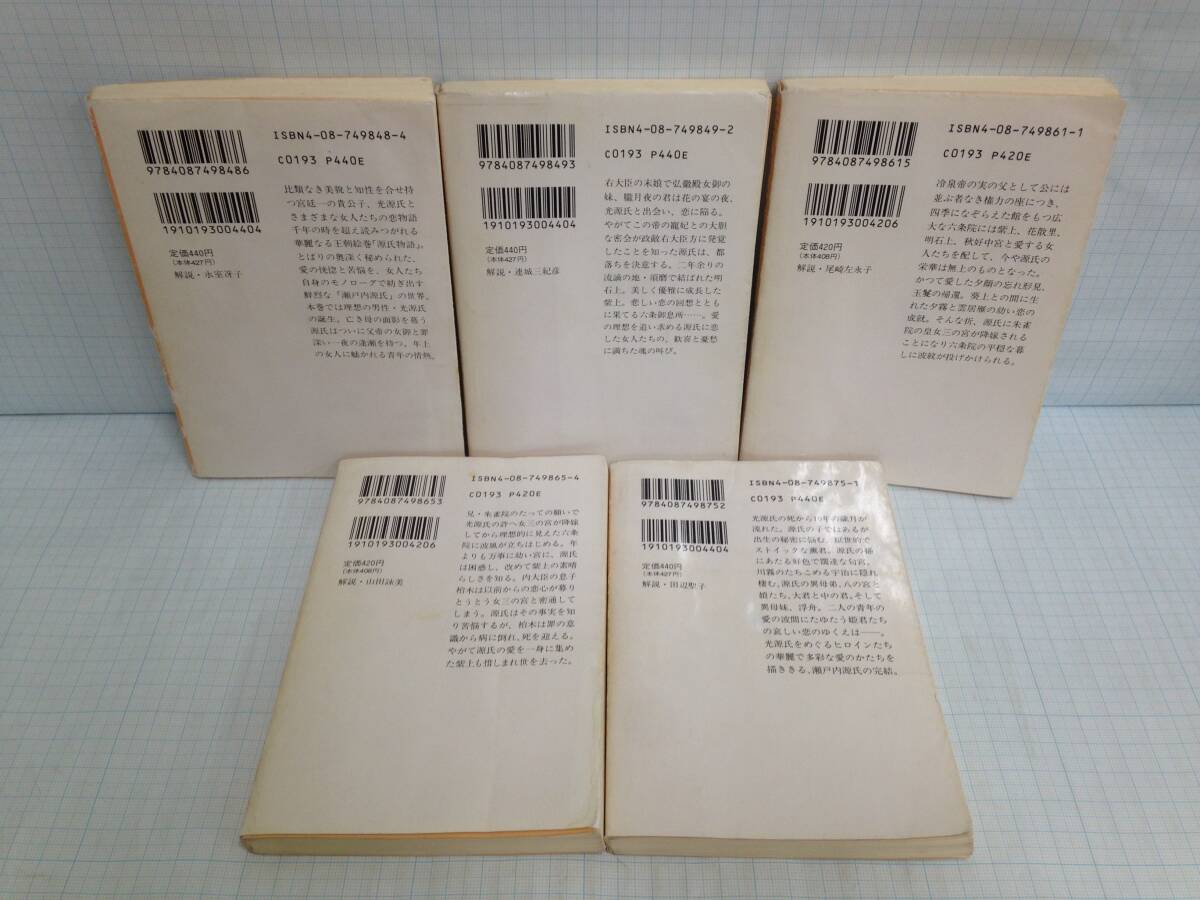 ISBN4-08-749848-4
9784087498486
C0193 P440E
1910193004404
定価440円
(本体427円)
解説・氷室冴子
比類なき美貌と知性を合せ持
つ宮廷一の貴公子、光源氏と
さまざまな女人たちの恋物語
千年の時を超え読みつがれる
華麗なる王朝絵巻「源氏物語」。
とばりの奥深く秘められた、
愛の恍惚と苦悩を、女人たち
自身のモノローグで紡ぎ出す
鮮烈な「瀬戸内源氏」の世界。
本巻では理想の男性・光源氏
の誕生。亡き母の面影を慕う
源氏はついに父帝の女御と罪
深い一夜の逢瀬を持つ。年上
の女人に魅かれる青年の情熱。
ISBN4-08-749849-2
9784087498493
C0193 P440E
1910193004404
定価440円
(本体427円)
解説・連城三紀彦
右大臣の末娘で弘徽殿女御の
妹、朧月夜の君は花の宴の夜、
光源氏と出会い、恋に陥る。
やがてこの帝の寵妃との大胆
な密会が政敵右大臣方に発覚
したことを知った源氏は、都
落ちを決意する。二年余りの
流謫の地・須磨で結ばれた明
石上。美しく優雅に成長した
紫上。悲しい恋の回想ととも
に果てる六条御息所……。愛
の理想を追い求める源氏に恋
した女人たちの、歓喜と憂愁
に満ちた魂の叫び。
ISBN4-08-749861-1
9784087498615
C0193 P420E
1910193004206
定価420円
(本体408円)
解説・尾崎左永子
冷泉帝の実の父として公には
並ぶ者なき権力の座につき、
四季になぞらえた館をもつ広
大な六条院には紫上、花散里、
明石上、秋好中宮と愛する女
人たちを配して、今や源氏の
栄華は無上のものとなった。
かつて愛した夕顔の忘れ形見、
玉鬘の帰還。葵上との間に生
れた夕霧と雲居雁の幼い恋の
成就。そんな折、源氏に朱雀
院の皇女三の宮が降嫁される
ことになり六条院の平穏な暮
しに波紋が投げかけられる。
ISBN4-08-749865-4
9784087498653
C0193 P420E
1910193004206
定価420円
(本体408円)
解説・山田詠美
兄・朱雀院のたっての願いで
光源氏の許へ女三の宮が降嫁
してから理想的に見えた六条
院に波風が立ちはじめる。年
よりも万事に幼い宮に、源氏
は困惑し、改めて紫上の素晴
らしさを知る。内大臣の息子
柏木は以前からの恋心が募り
とうとう女三の宮と密通して
しまう。源氏はその事実を知
り苦悩するが、柏木は罪の意
識から病に倒れ、死を迎える。
やがて源氏の愛を一身に集め
た紫上も惜しまれ世を去った。
ISBN4-08-749875-1
9784087498752
C0193 P440E
1910193004404
定価440円
(本体427円)
解説・田辺聖子
光源氏の死から10年の歳月が
流れた。源氏の子ではあるが
出生の秘密に悩む、厭世的で
ストイックな薫君。源氏の孫
にあたる好色で闊達な匂宮。
川霧のたちこめる宇治に隠れ
棲む、源氏の異母弟、八の宮と
娘たち、大君と中の君。そして
異母妹、浮舟。二人の青年の
愛の波間にたゆたう姫君たち
の哀しい恋のゆくえは――。
光源氏をめぐるヒロインたち
の華麗で多彩な愛のかたちを
描ききる、瀬戸内源氏の完結。